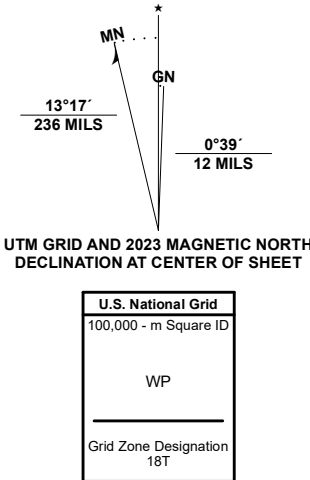 ★
MN
GN
13°17´
236 MILS
0°39´
12 MILS
UTM GRID AND 2023 MAGNETIC NORTH
DECLINATION AT CENTER OF SHEET
U.S. National Grid
100,000 - m Square ID
WP
Grid Zone Designation
18T